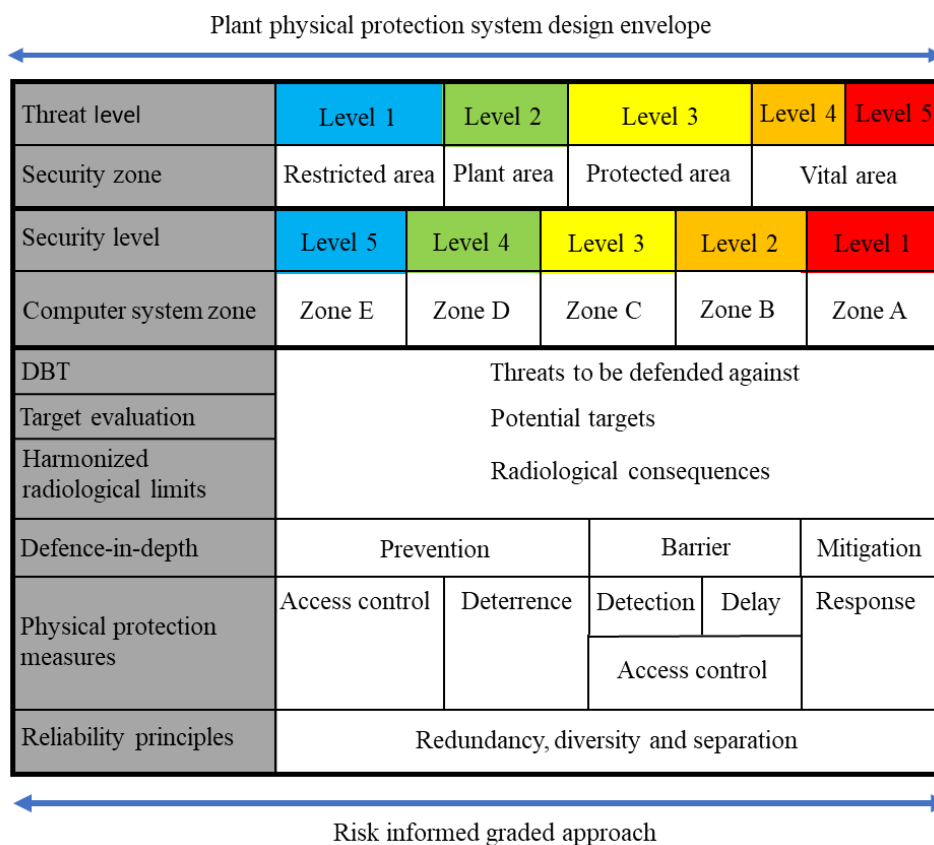 Plant physical protection system design envelope
Threat level Level 1 Level 2 Level 3 Level 4 Level 5
Security zone Restricted area Plant area Protected area Vital area
Security level Level 5 Level 4 Level 3 Level 2 Level 1
Computer system zone Zone E Zone D Zone C Zone B Zone A
DBT Threats to be defended against
Target evaluation Potential targets
Harmonized
radiological limits Radiological consequences
Defence-in-depth Prevention Barrier Mitigation
Access control Deterrence Detection Delay Response
Physical protection
measures
Access control
Reliability principles Redundancy, diversity and separation
Risk informed graded approach